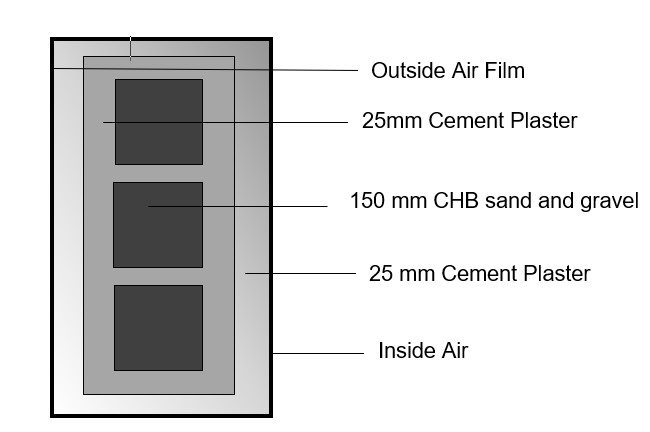 Outside Air Film
25mm Cement Plaster
150 mm CHB sand and gravel
25 mm Cement Plaster
Inside Air